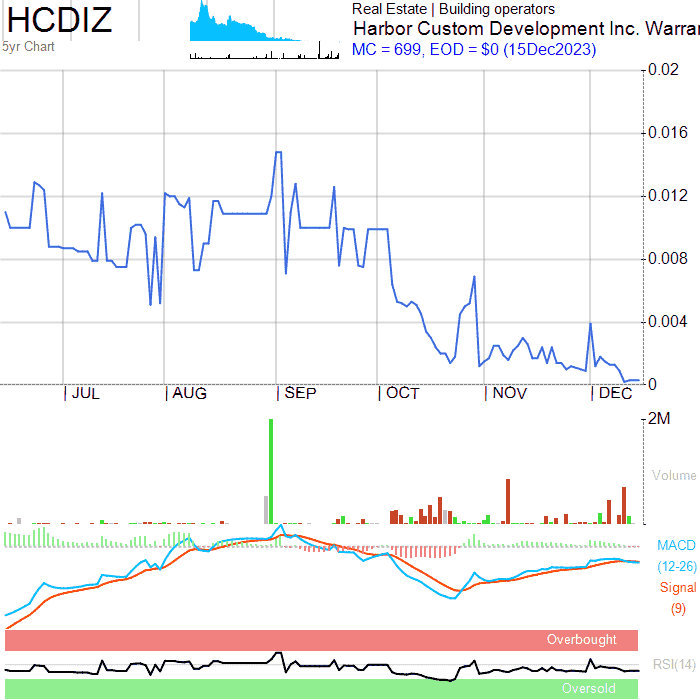 HCDIZ
5yr Chart
Real Estate | Building operators
Harbor Custom Development Inc. Warrar
MC = 699, EOD = $0 (15Dec2023)
0.02
0.016
0.012
0.008
0.004
0
JUL AUG SEP OCT NOV DEC
2M
Volume
MACD
(12-26)
Signal
(9)
Overbought
RSI(14)
Oversold